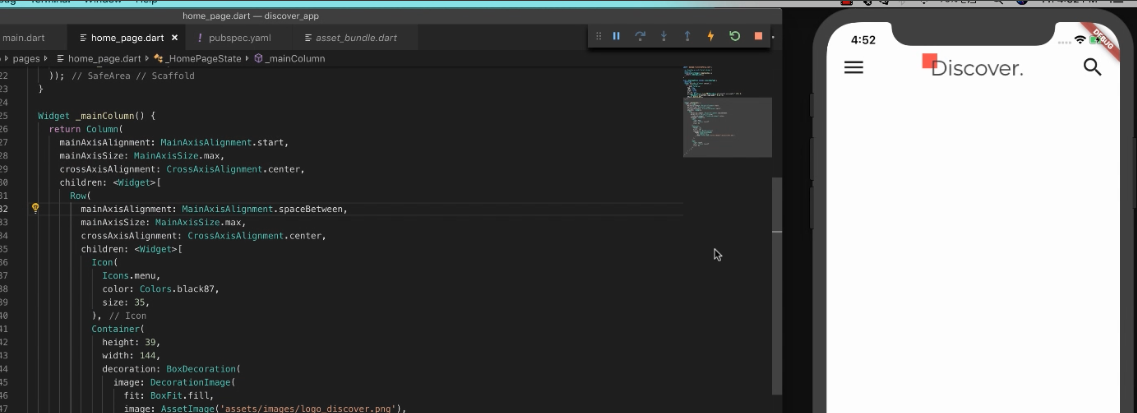 Window
home_page.dart — discover_app
main.dart
home_page.dart
pubspec.yaml
asset_bundle.dart
pages
home_page.dart
_HomePageState
_mainColumn
22 )); // SafeArea // Scaffold
23 }
24
25 Widget _mainColumn() {
26 return Column(
27 mainAxisAlignment: MainAxisAlignment.start,
28 mainAxisSize: MainAxisSize.max,
29 crossAxisAlignment: CrossAxisAlignment.center,
30 children: <Widget>[
31 Row(
32 mainAxisAlignment: MainAxisAlignment.spaceBetween,
33 mainAxisSize: MainAxisSize.max,
34 crossAxisAlignment: CrossAxisAlignment.center,
35 children: <Widget>[
36 Icon(
37 Icons.menu,
38 color: Colors.black87,
39 size: 35,
40 ), // Icon
41 Container(
42 height: 39,
43 width: 144,
44 decoration: BoxDecoration(
45 image: DecorationImage(
46 fit: BoxFit.fill,
47 image: AssetImage('assets/images/logo_discover.png'),
4:52
DEBUG
Discover.